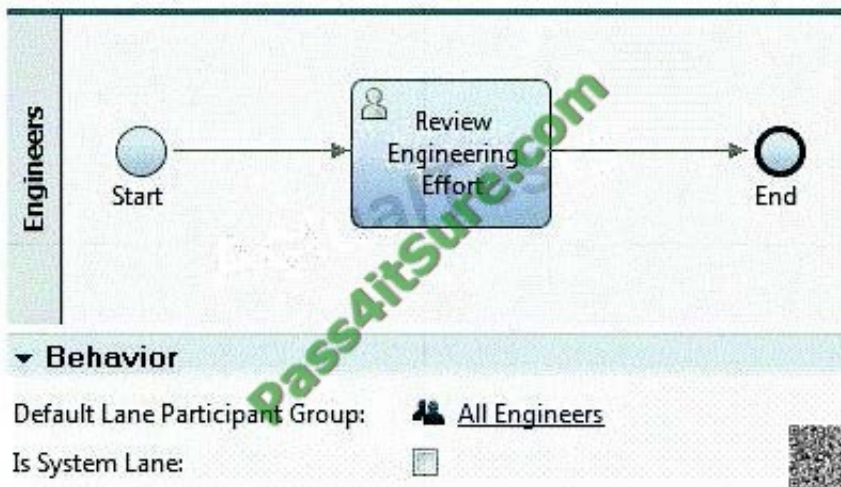 Engineers
Start
Review
Engineering
Effort
End
Pass4itSure.com
Behavior
Default Lane Participant Group: All Engineers
Is System Lane: